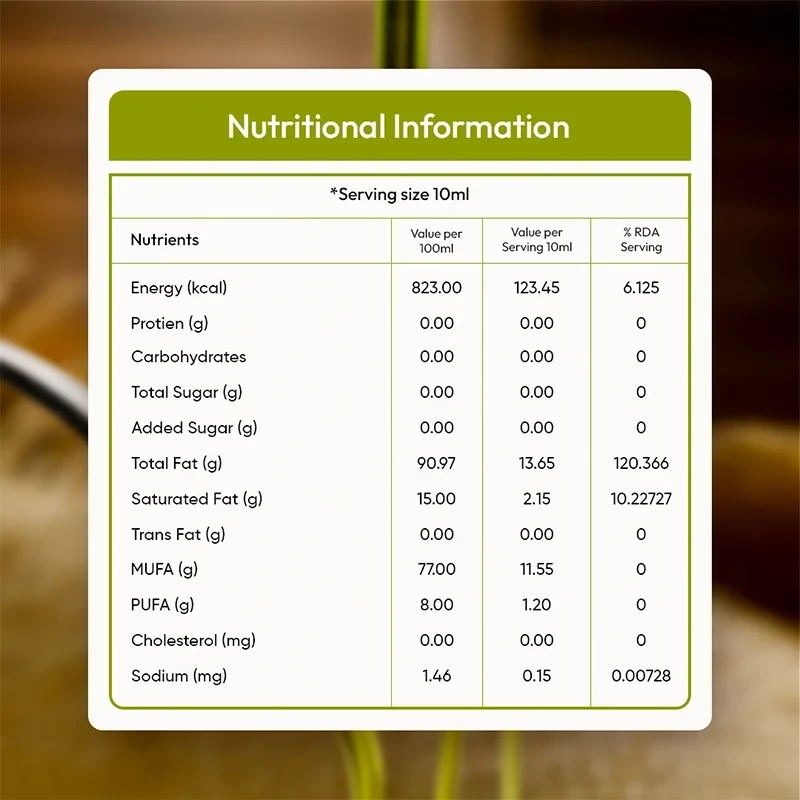 Nutritional Information
*Serving size 10ml
Nutrients
Value per
100ml
Value per
Serving 10ml
% RDA
Serving
Energy (kcal) 823.00 123.45 6.125
Protien (g) 0.00 0.00 0
Carbohydrates 0.00 0.00 0
Total Sugar (g) 0.00 0.00 0
Added Sugar (g) 0.00 0.00 0
Total Fat (g) 90.97 13.65 120.366
Saturated Fat (g) 15.00 2.15 10.22727
Trans Fat (g) 0.00 0.00 0
MUFA (g) 77.00 11.55 0
PUFA (g) 8.00 1.20 0
Cholesterol (mg) 0.00 0.00 0
Sodium (mg) 1.46 0.15 0.00728